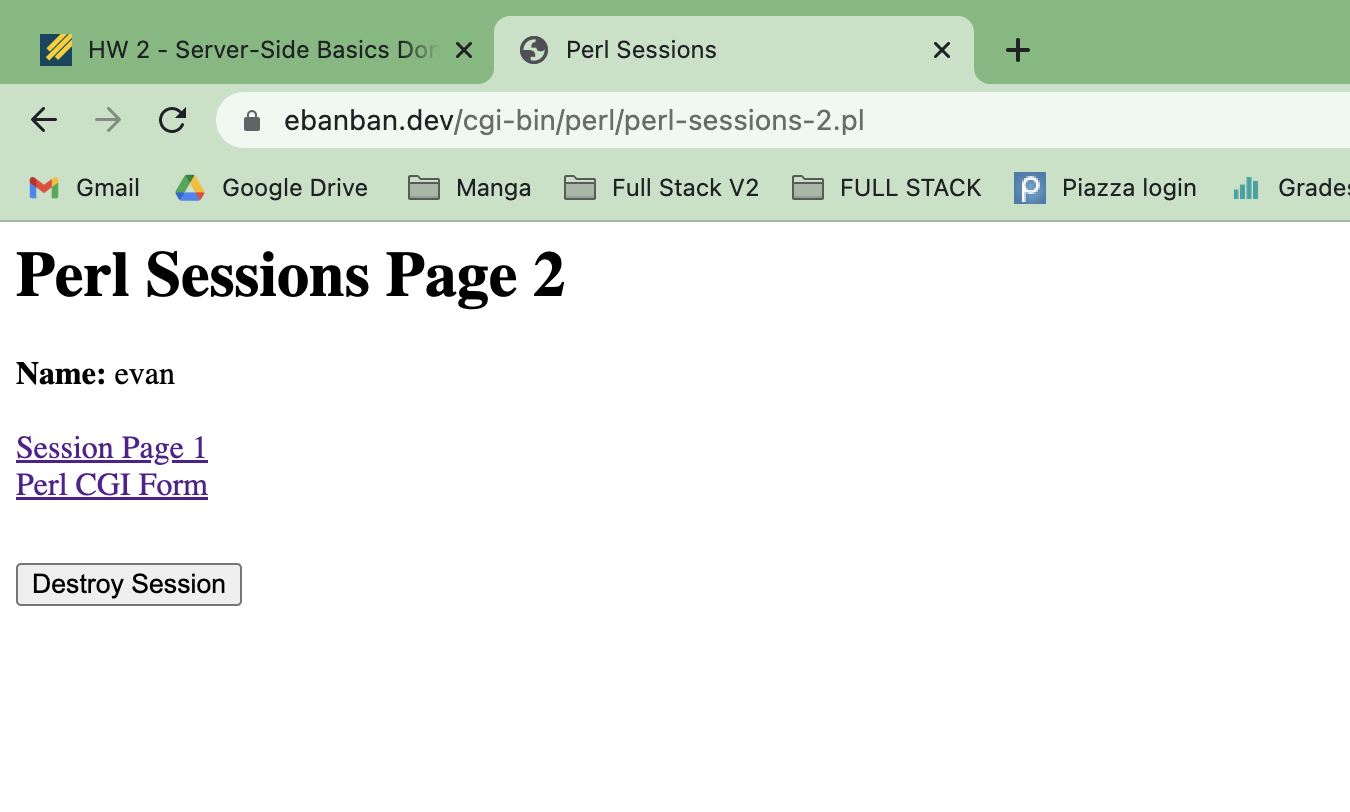 HW 2 - Server-Side Basics Perl Sessions
ebanban.dev/cgi-bin/perl/perl-sessions-2.pl
Gmail Google Drive Manga Full Stack V2 FULL STACK Piazza login Grades
Perl Sessions Page 2
Name: evan
Session Page 1
Perl CGI Form
Destroy Session